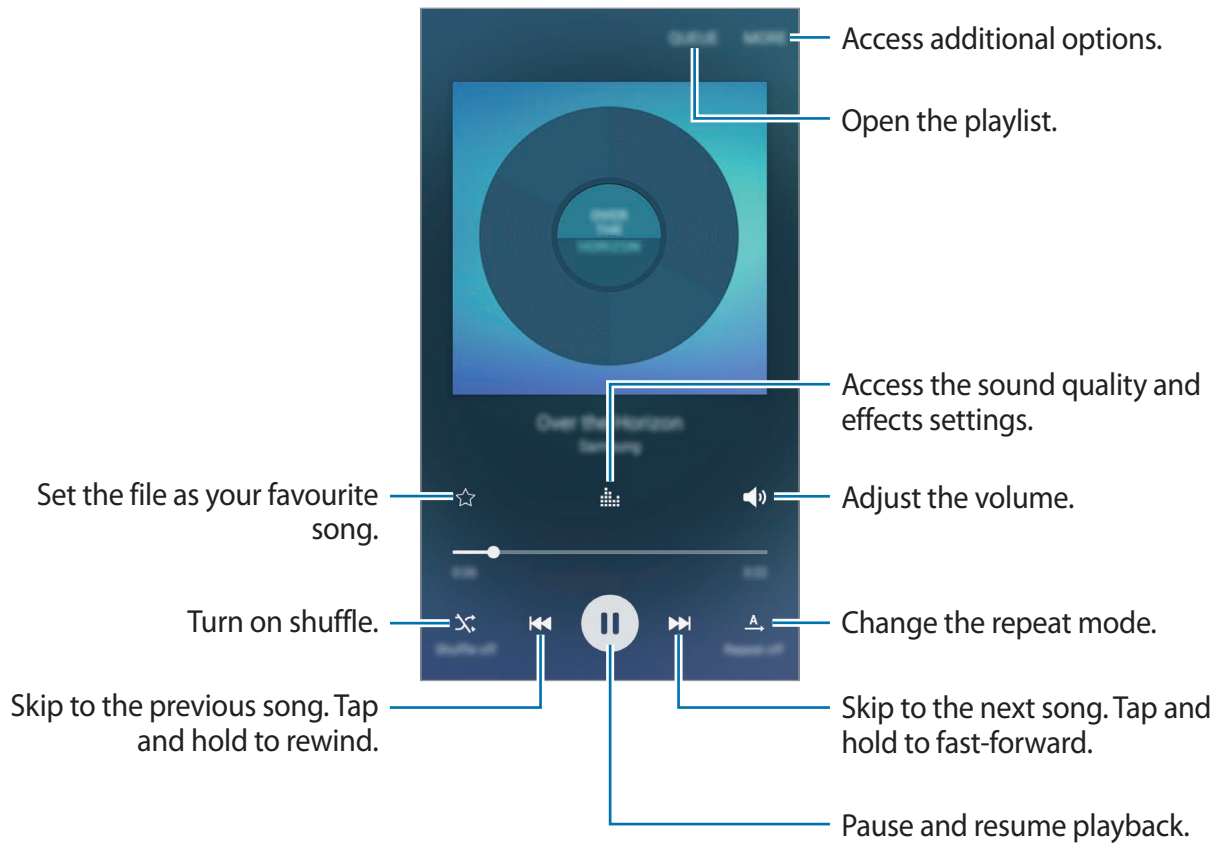 QUEUE MORE
Access additional options.
Open the playlist.
OVER
THE
HORIZON
Access the sound quality and
effects settings.
Over the Horizon
Samsung
Set the file as your favourite
song.
Adjust the volume.
Turn on shuffle.
A
Change the repeat mode.
Shuffle off
Repeat off
Skip to the previous song. Tap
and hold to rewind.
Skip to the next song. Tap and
hold to fast-forward.
Pause and resume playback.